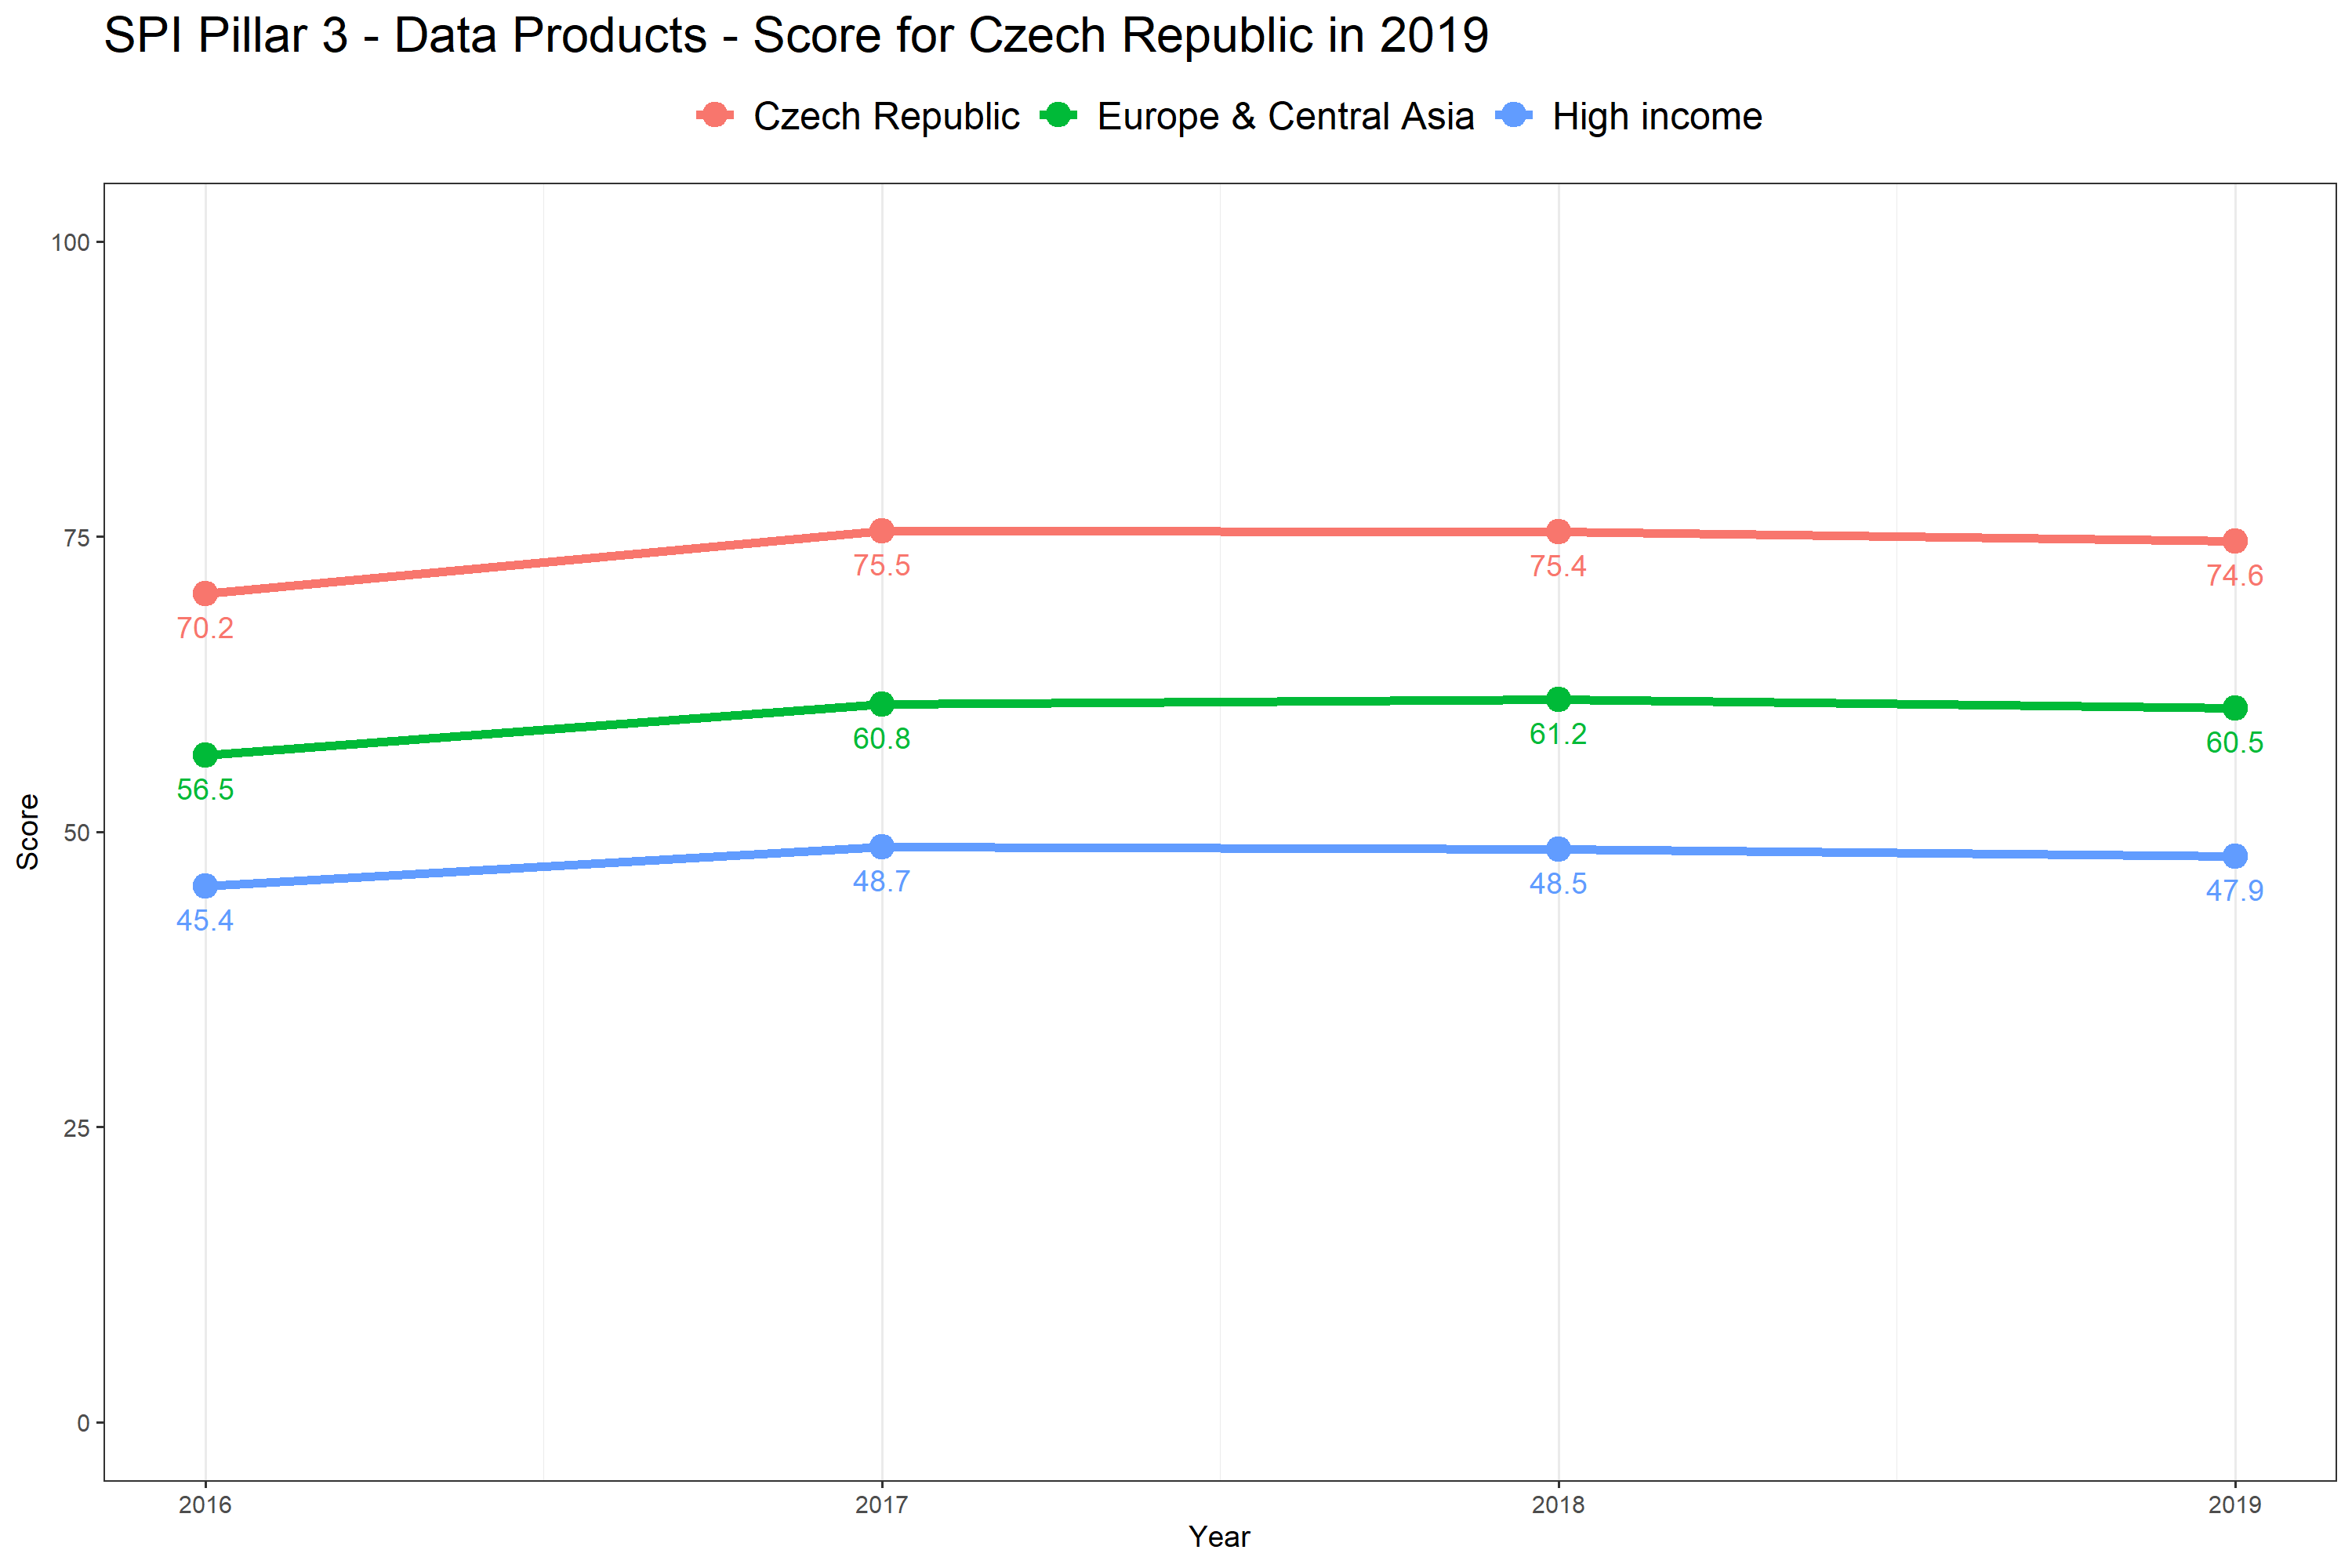 SPI Pillar 3 - Data Products - Score for Czech Republic in 2019
Czech Republic Europe & Central Asia High income
100
75
50
25
0
Score
70.2 75.5 75.4 74.6
56.5 60.8 61.2 60.5
45.4 48.7 48.5 47.9
2016 2017 2018 2019
Year